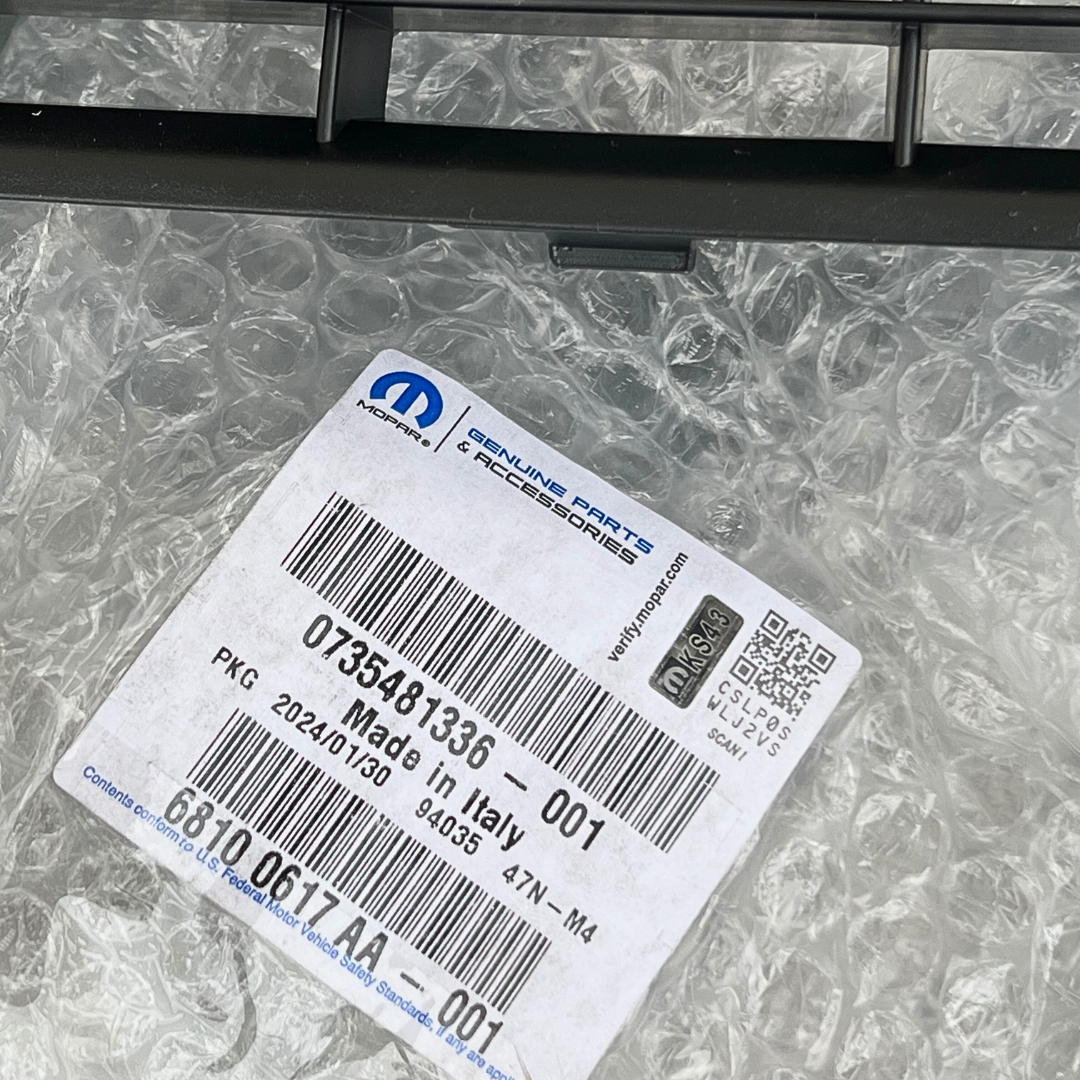 MOPAR®
GENUINE PARTS
& ACCESSORIES
verify.mopar.com
KS43
CSLP0S
WLJ2VS
SCAN!
0735481336 - 001
Made in Italy
PKG 2024/01/30 94035 47N-M4
6810 0617 AA - 001
Contents conform to U.S. Federal Motor Vehicle Safety Standards, if any are